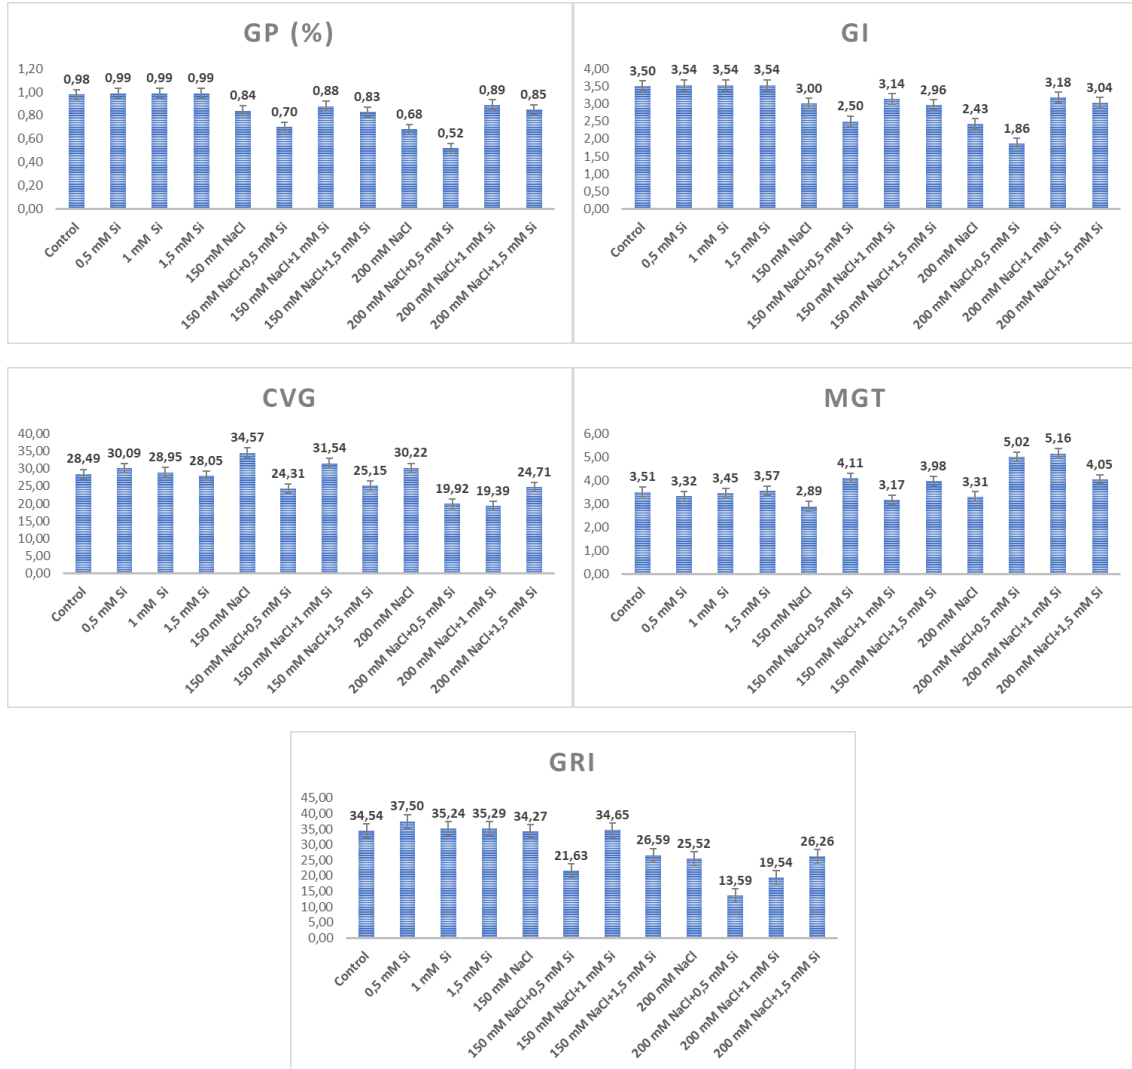 GP (%)
1,20
1,00
0,80
0,60
0,40
0,20
0,00
0,98
0,99
0,99
0,99
0,84
0,70
0,88
0,83
0,68
0,52
0,89
0,85
Control
0,5 mM Si
1 mM Si
1,5 mM Si
150 mM NaCl
150 mM NaCl+0,5 mM Si
150 mM NaCl+1 mM Si
150 mM NaCl+1,5 mM Si
200 mM NaCl
200 mM NaCl+0,5 mM Si
200 mM NaCl+1 mM Si
200 mM NaCl+1,5 mM Si
GI
4,00
3,50
3,00
2,50
2,00
1,50
1,00
0,50
0,00
3,50
3,54
3,54
3,54
3,00
2,50
3,14
2,96
2,43
1,86
3,18
3,04
Control
0,5 mM Si
1 mM Si
1,5 mM Si
150 mM NaCl
150 mM NaCl+0,5 mM Si
150 mM NaCl+1 mM Si
150 mM NaCl+1,5 mM Si
200 mM NaCl
200 mM NaCl+0,5 mM Si
200 mM NaCl+1 mM Si
200 mM NaCl+1,5 mM Si
CVG
40,00
35,00
30,00
25,00
20,00
15,00
10,00
5,00
0,00
28,49
30,09
28,95
28,05
34,57
24,31
31,54
25,15
30,22
19,92
19,39
24,71
Control
0,5 mM Si
1 mM Si
1,5 mM Si
150 mM NaCl
150 mM NaCl+0,5 mM Si
150 mM NaCl+1 mM Si
150 mM NaCl+1,5 mM Si
200 mM NaCl
200 mM NaCl+0,5 mM Si
200 mM NaCl+1 mM Si
200 mM NaCl+1,5 mM Si
MGT
6,00
5,00
4,00
3,00
2,00
1,00
0,00
3,51
3,32
3,45
3,57
2,89
4,11
3,17
3,98
3,31
5,02
5,16
4,05
Control
0,5 mM Si
1 mM Si
1,5 mM Si
150 mM NaCl
150 mM NaCl+0,5 mM Si
150 mM NaCl+1 mM Si
150 mM NaCl+1,5 mM Si
200 mM NaCl
200 mM NaCl+0,5 mM Si
200 mM NaCl+1 mM Si
200 mM NaCl+1,5 mM Si
GRI
45,00
40,00
35,00
30,00
25,00
20,00
15,00
10,00
5,00
0,00
34,54
37,50
35,24
35,29
34,27
21,63
34,65
26,59
25,52
13,59
19,54
26,26
Control
0,5 mM Si
1 mM Si
1,5 mM Si
150 mM NaCl
150 mM NaCl+0,5 mM Si
150 mM NaCl+1 mM Si
150 mM NaCl+1,5 mM Si
200 mM NaCl
200 mM NaCl+0,5 mM Si
200 mM NaCl+1 mM Si
200 mM NaCl+1,5 mM Si